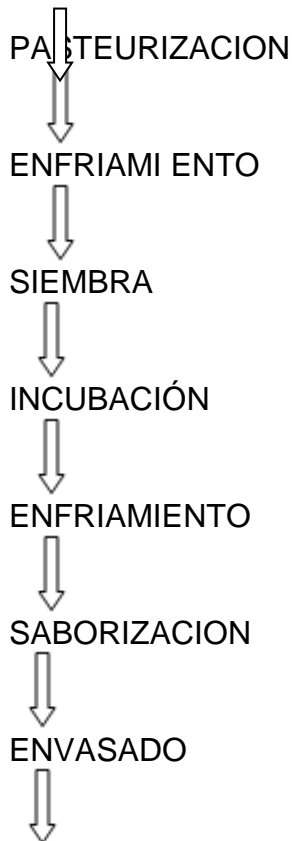 PASTEURIZACION
ENFRIAMI ENTO
SIEMBRA
INCUBACIÓN
ENFRIAMIENTO
SABORIZACION
ENVASADO